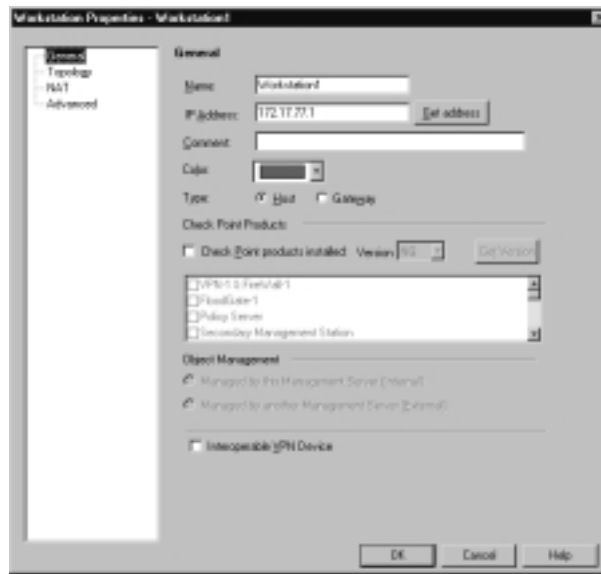 Workstation Properties - Workstation1
General
Topology
NAT
Advanced
General
Name: Workstation1
IP Address: 172.17.77.1 Get address
Comment:
Color:
Type: Host Gateway
Check Point Products
Check Point products installed: Version NG Get Version
VPN-1 & FireWall-1
FloodGate-1
Policy Server
Secondary Management Station
Object Management
Managed by this Management Server (Internal)
Managed by another Management Server (External)
Interoperable VPN Device
OK Cancel Help